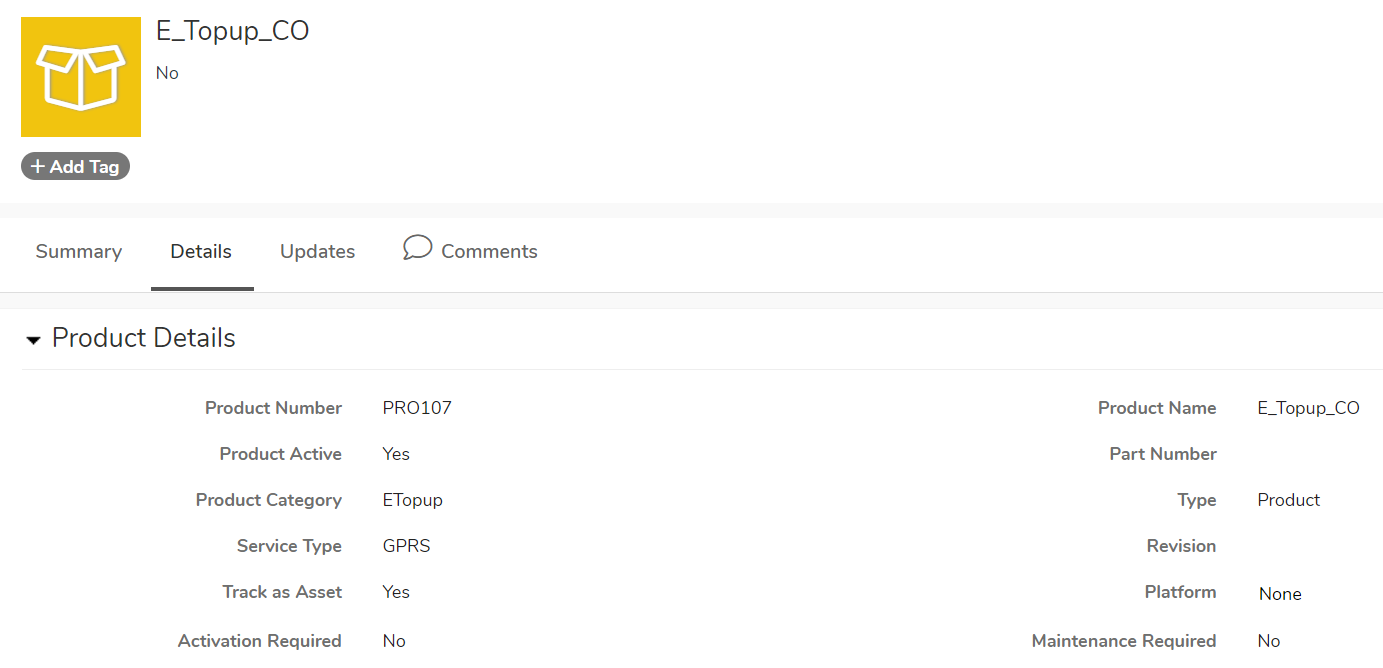 E_Topup_CO
No
+ Add Tag
Summary Details Updates Comments
Product Details
Product Number PRO107 Product Name E_Topup_CO
Product Active Yes Part Number
Product Category ETopup Type Product
Service Type GPRS Revision
Track as Asset Yes Platform None
Activation Required No Maintenance Required No